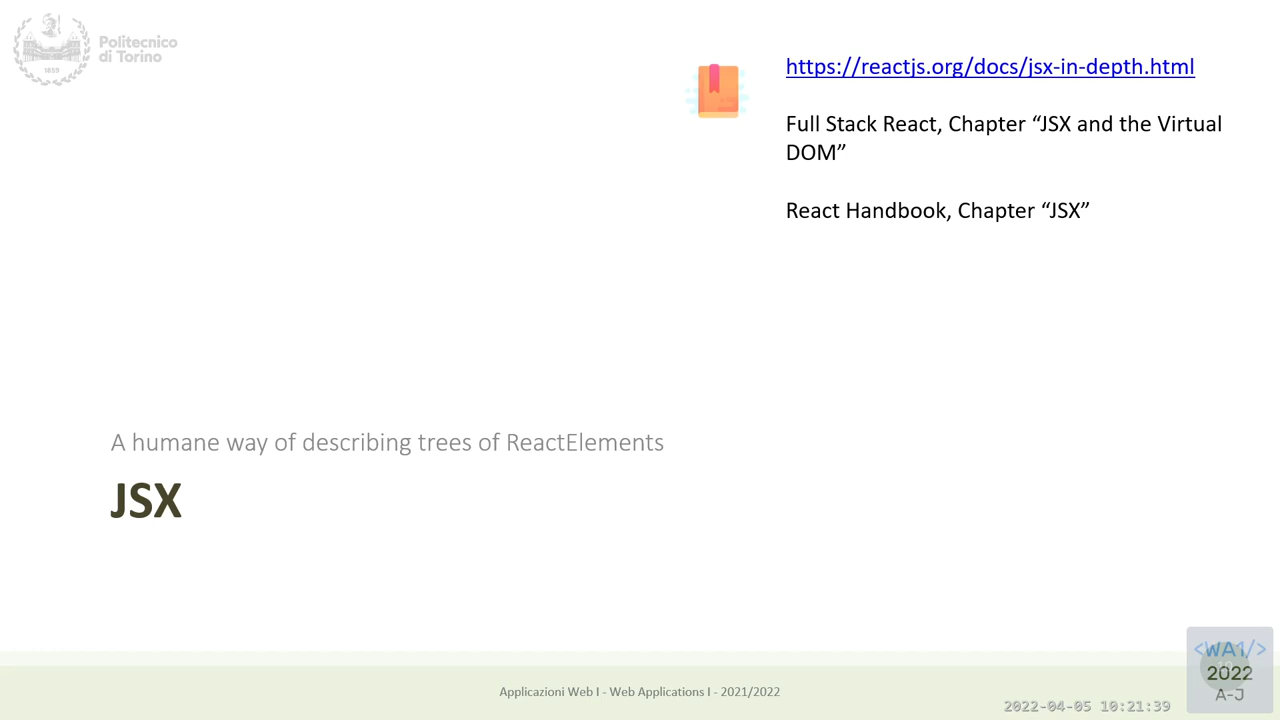 Politecnico
di Torino
1859
https://reactjs.org/docs/jsx-in-depth.html
Full Stack React, Chapter “JSX and the Virtual
DOM”
React Handbook, Chapter “JSX”
A humane way of describing trees of ReactElements
JSX
Applicazioni Web I - Web Applications I - 2021/2022
<WA1/>
2022
A-J
2022-04-05 10:21:39